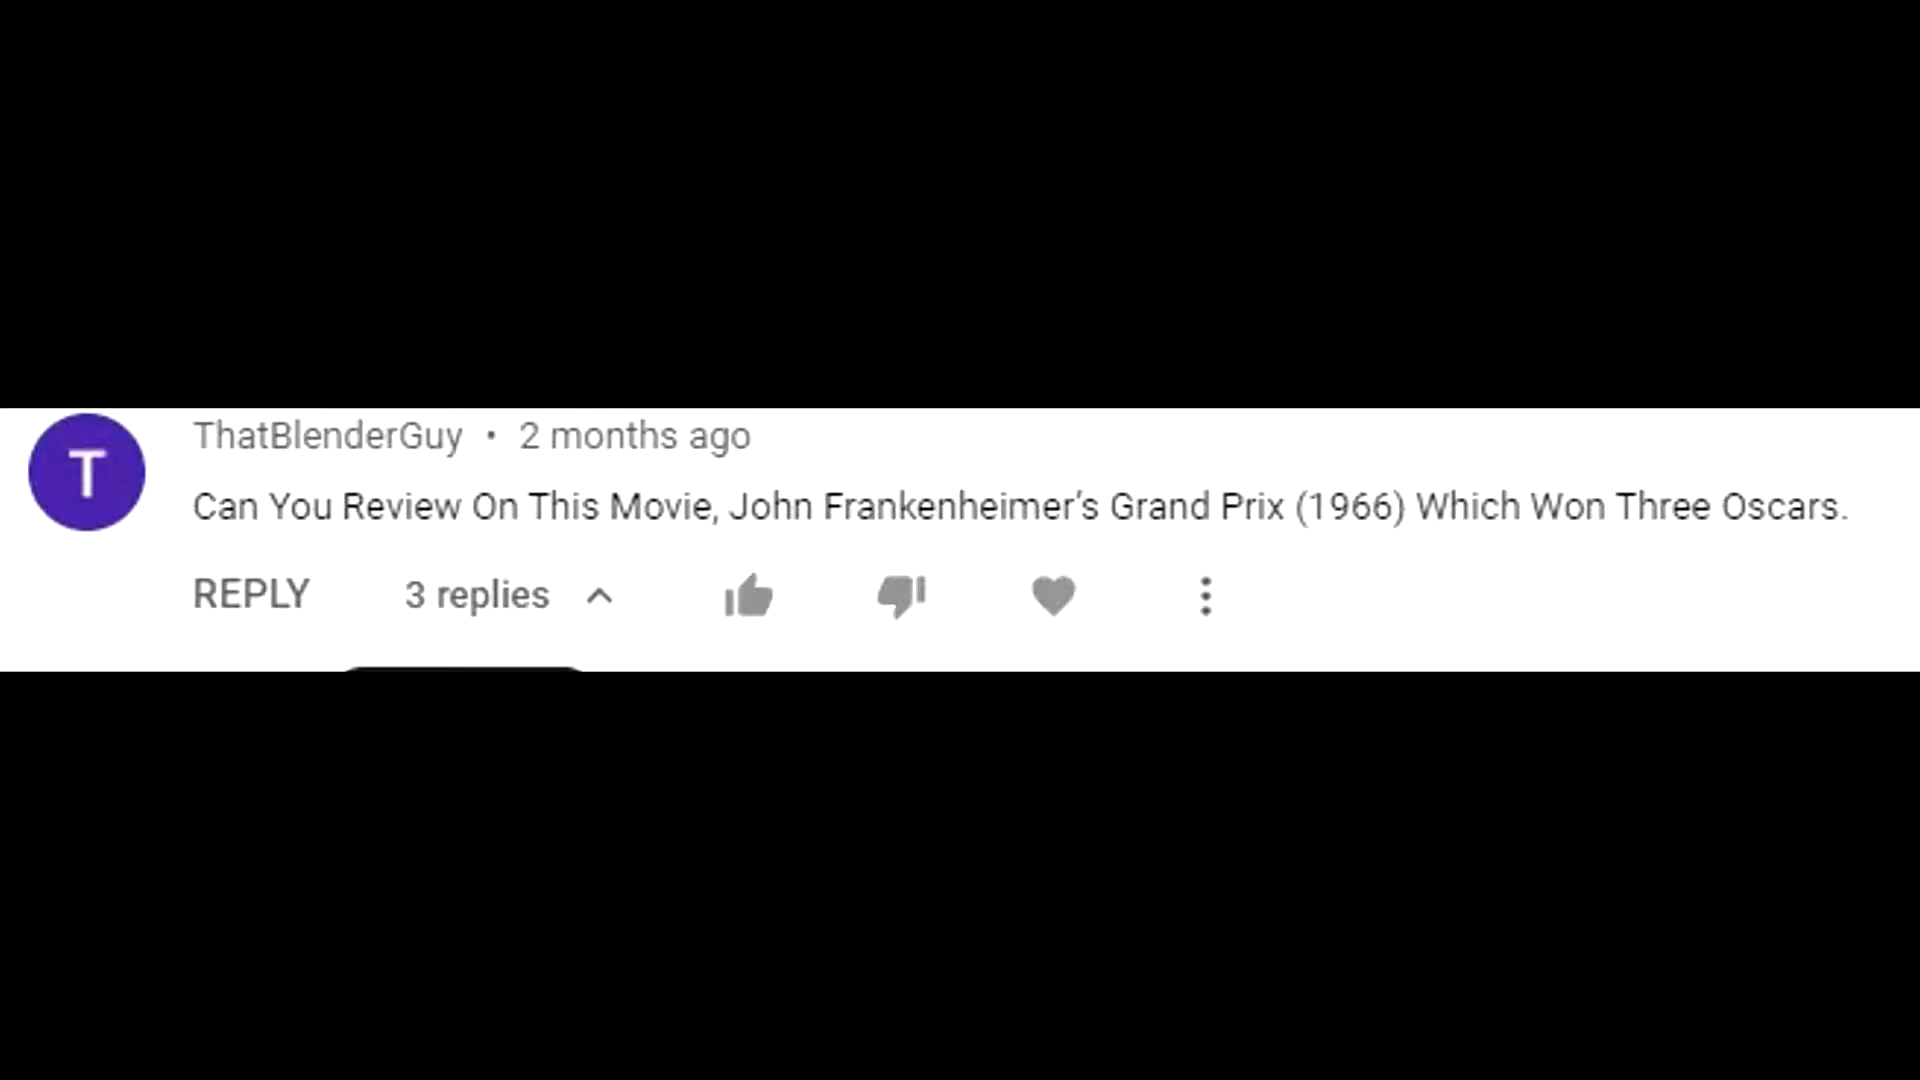 T
ThatBlenderGuy • 2 months ago
Can You Review On This Movie, John Frankenheimer’s Grand Prix (1966) Which Won Three Oscars.
REPLY 3 replies